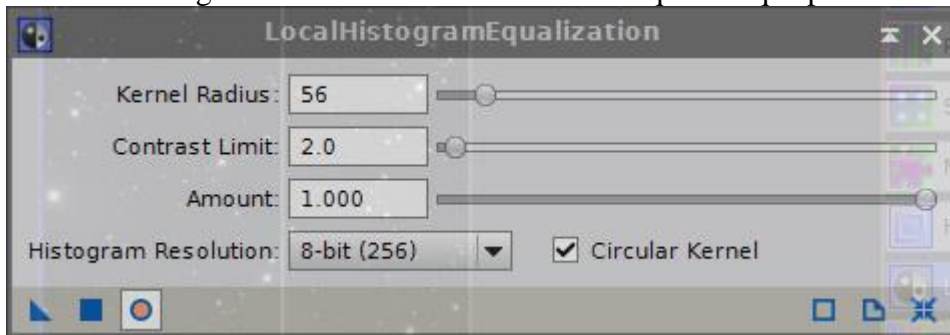 LocalHistogramEqualization
Kernel Radius: 56
Contrast Limit: 2.0
Amount: 1.000
Histogram Resolution: 8-bit (256) Circular Kernel